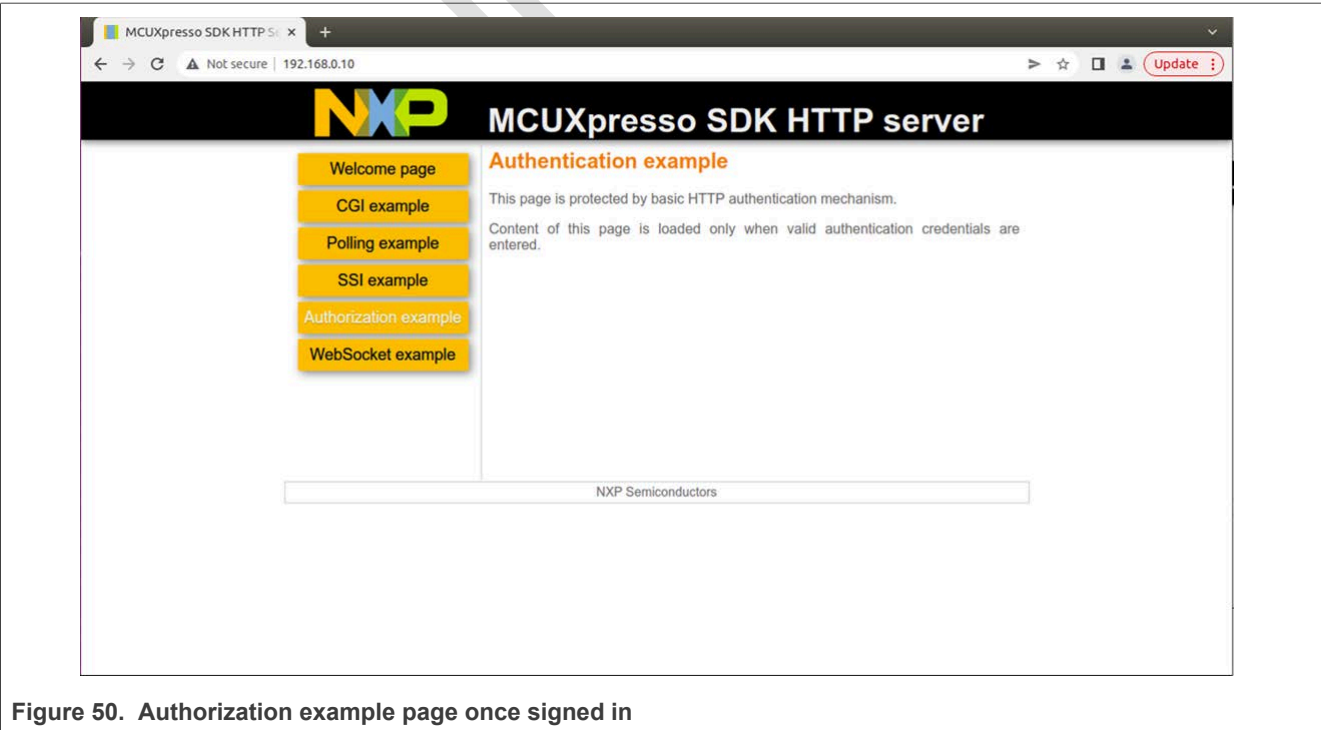 MCUXpresso SDK HTTP S
Not secure | 192.168.0.10
Update
NXP
MCUXpresso SDK HTTP server
Welcome page
CGI example
Polling example
SSI example
Authorization example
WebSocket example
Authentication example
This page is protected by basic HTTP authentication mechanism.
Content of this page is loaded only when valid authentication credentials are
entered.
NXP Semiconductors
Figure 50. Authorization example page once signed in